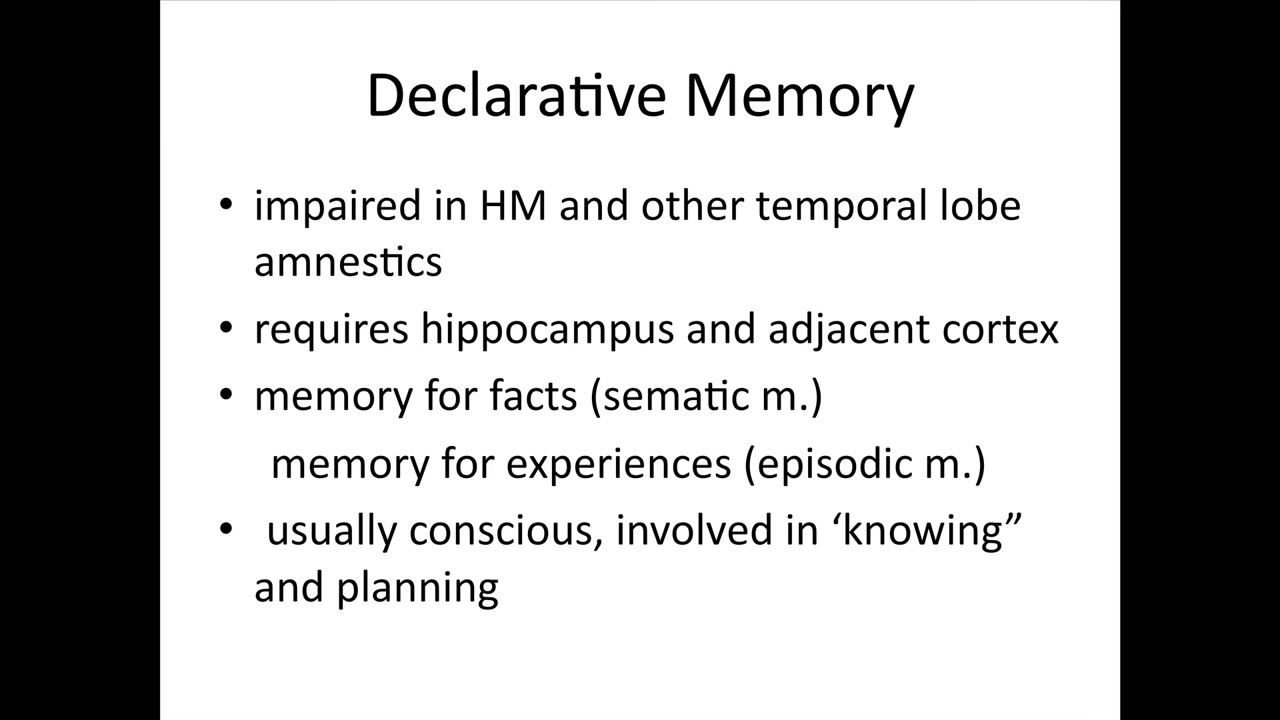 Declarative Memory
• impaired in HM and other temporal lobe
amnestics
• requires hippocampus and adjacent cortex
• memory for facts (sematic m.)
memory for experiences (episodic m.)
• usually conscious, involved in ‘knowing”
and planning